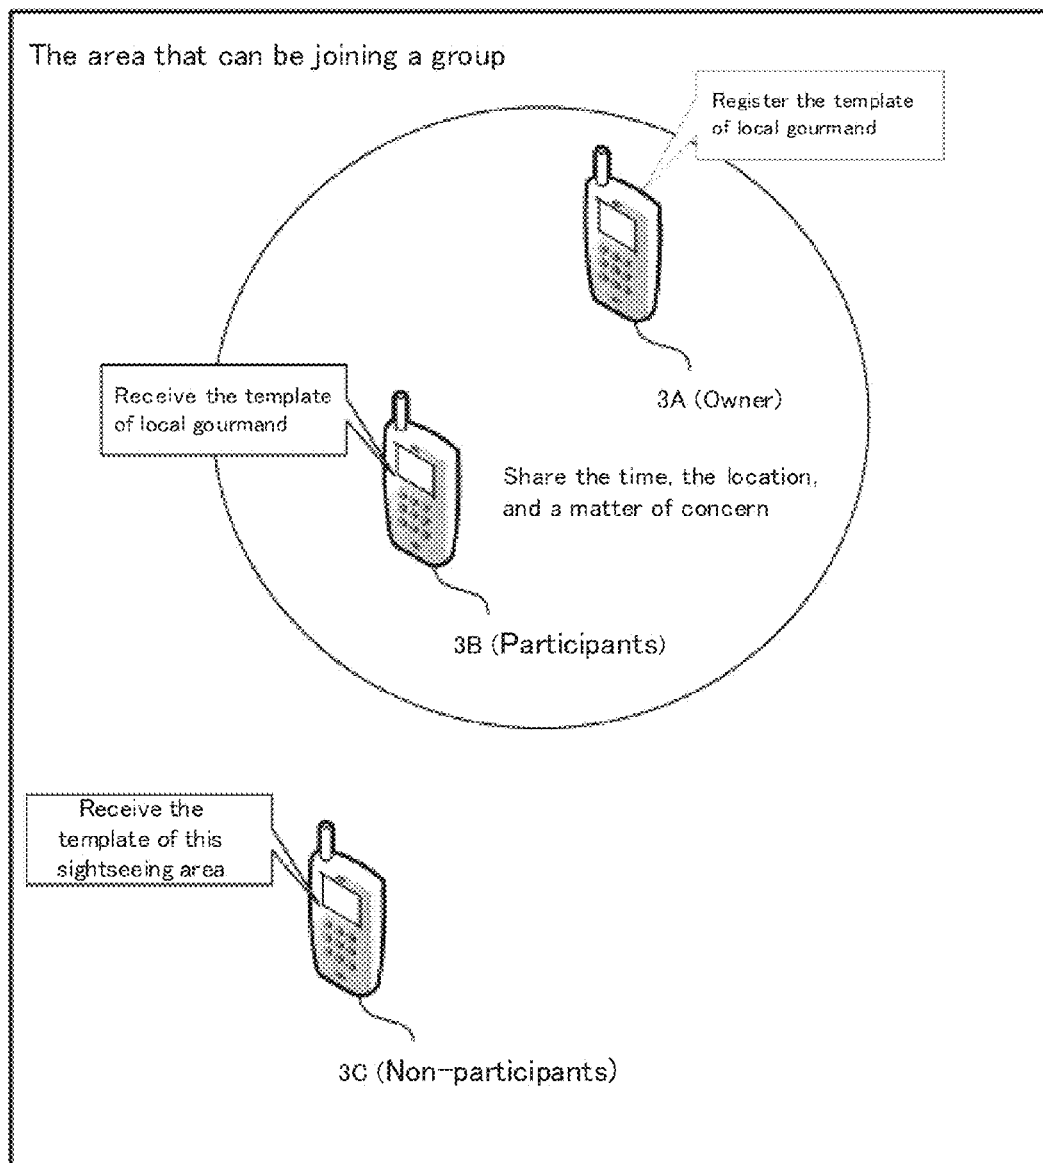 The area that can be joining a group
Register the template
of local gourmand
3A (Owner)
Receive the template
of local gourmand
Share the time, the location,
and a matter of concern
3B (Participants)
Receive the
template of this
sightseeing area
3C (Non-participants)